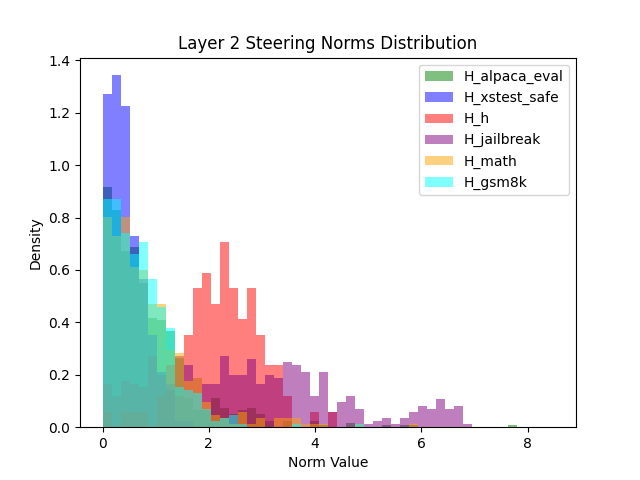 Layer 2 Steering Norms Distribution
1.4
1.2
1.0
0.8
0.6
0.4
0.2
0.0
Density
0 2 4 6 8
Norm Value
H_alpaca_eval
H_xstest_safe
H_h
H_jailbreak
H_math
H_gsm8k